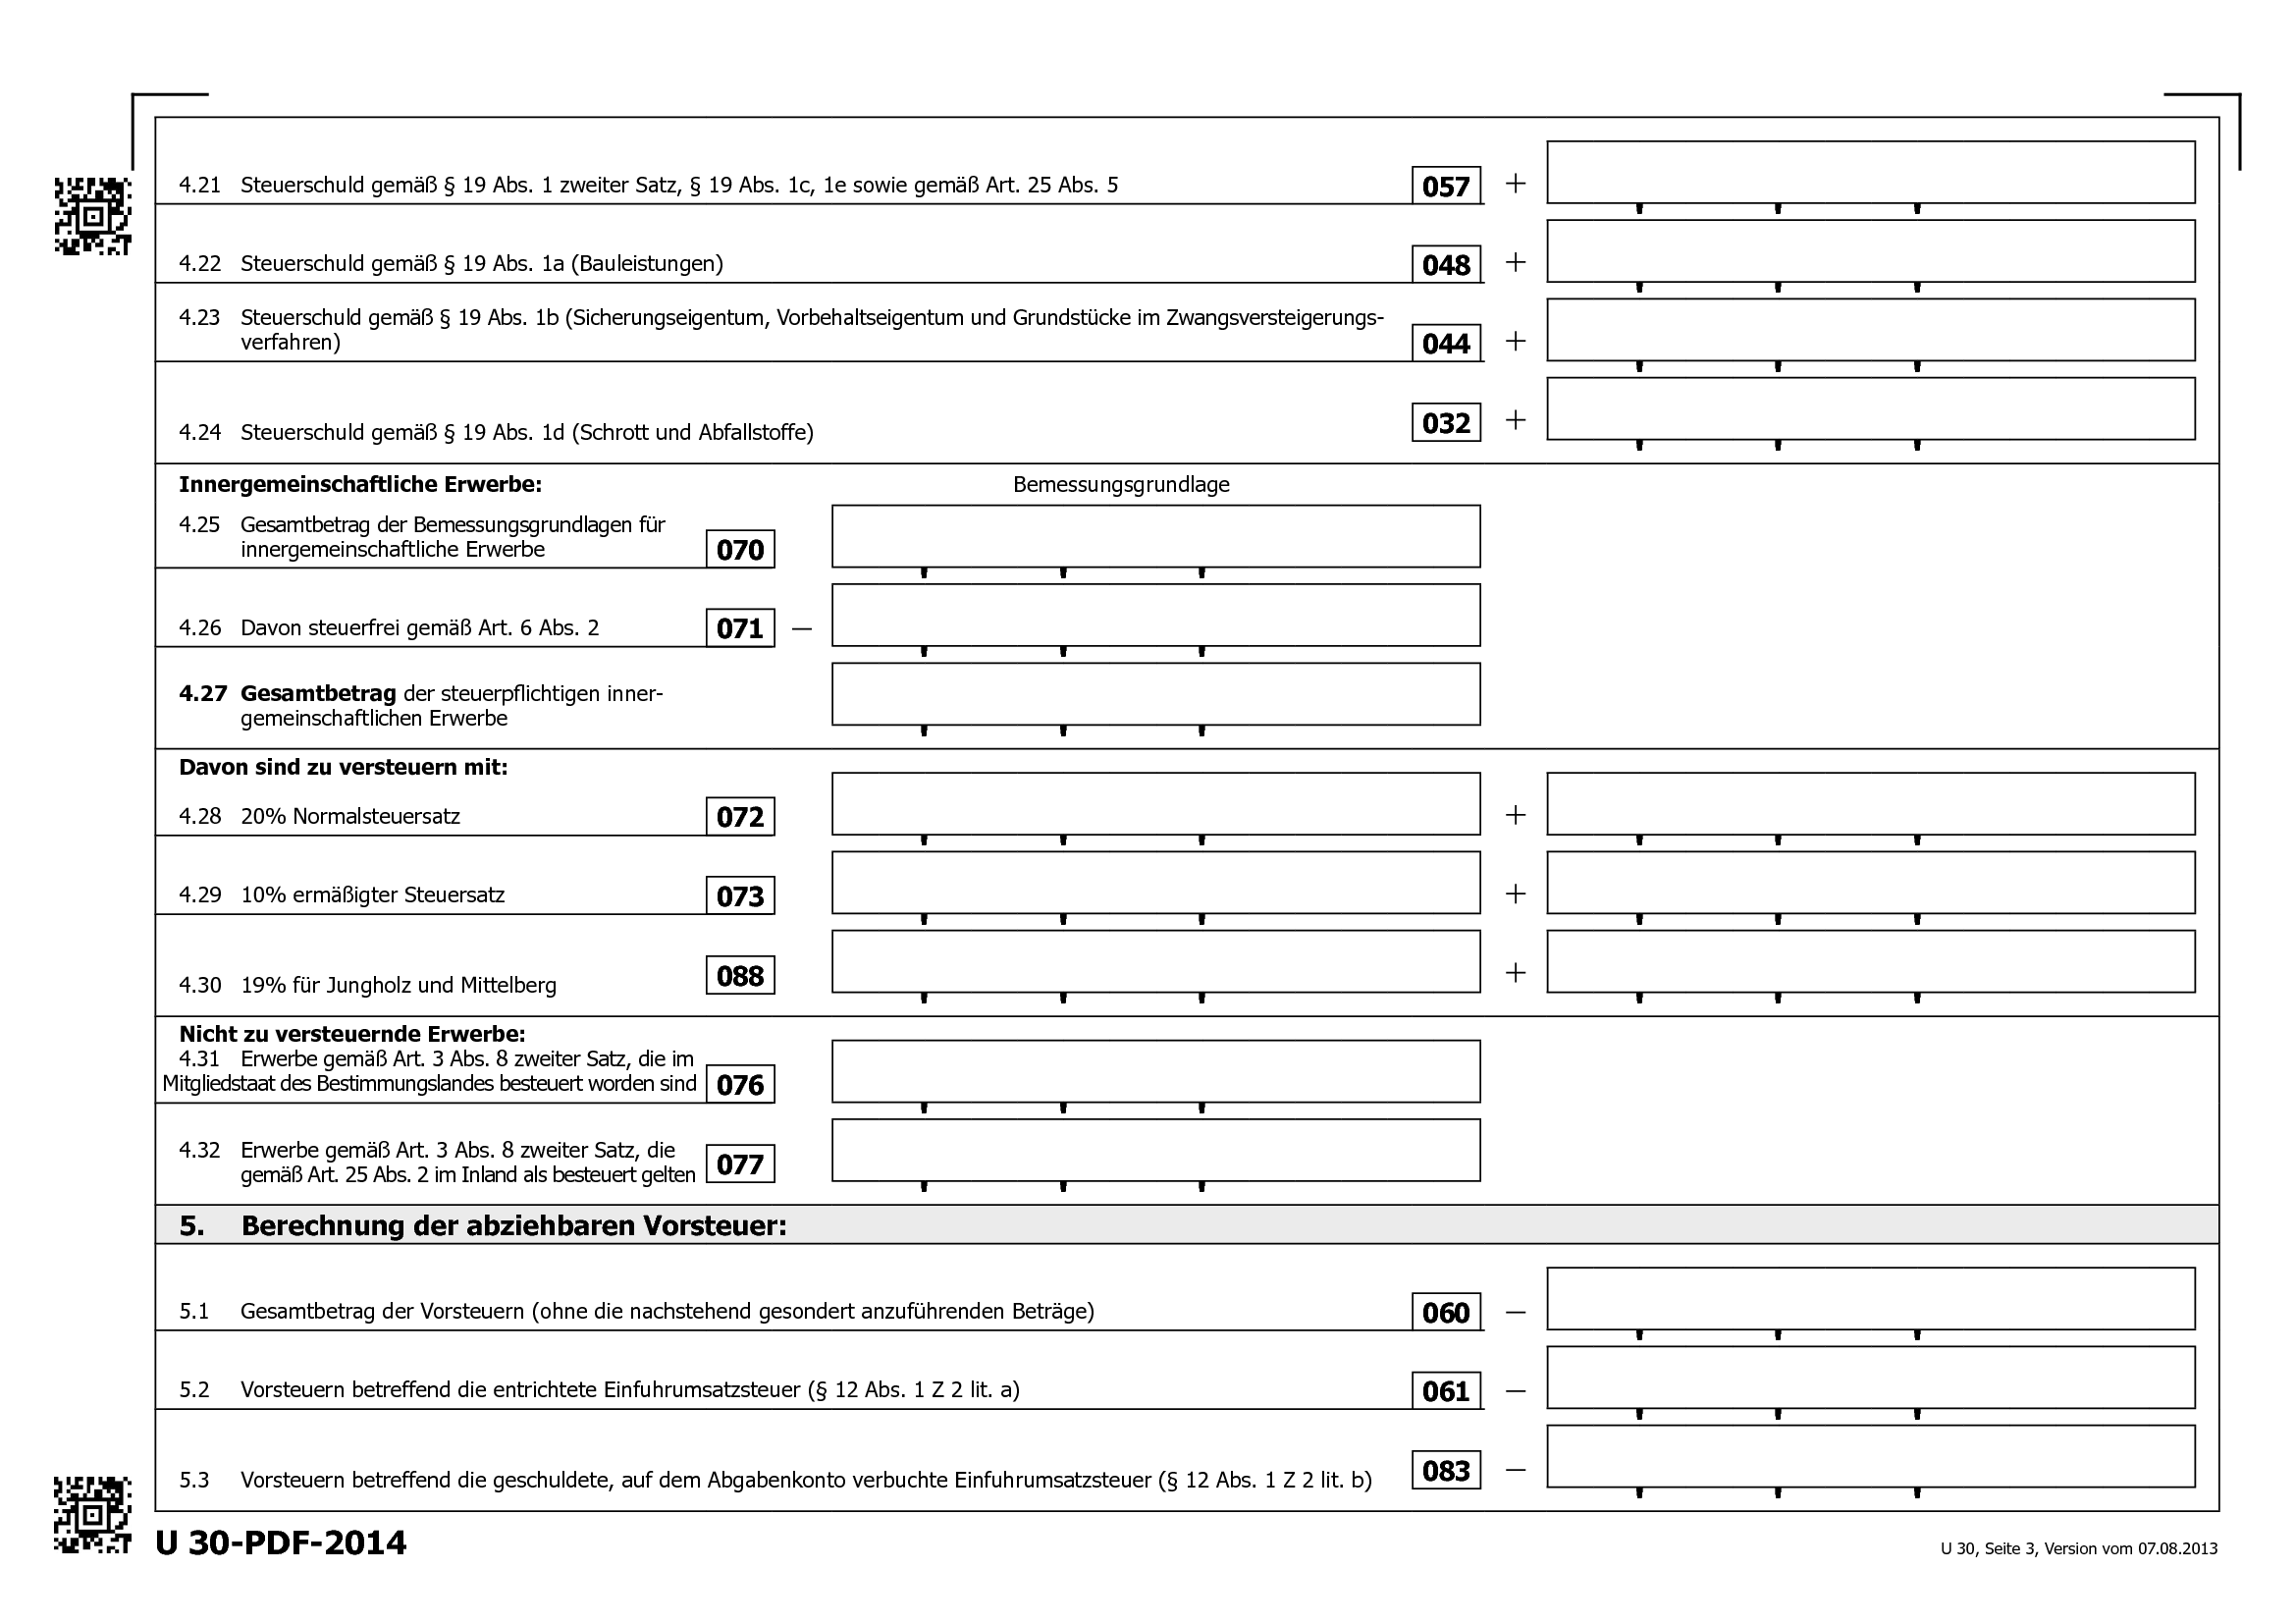 4.21 Steuerschuld gemäß § 19 Abs. 1 zweiter Satz, § 19 Abs. 1c, 1e sowie gemäß Art. 25 Abs. 5 057 +
4.22 Steuerschuld gemäß § 19 Abs. 1a (Bauleistungen) 048 +
4.23 Steuerschuld gemäß § 19 Abs. 1b (Sicherungseigentum, Vorbehaltseigentum und Grundstücke im Zwangsversteigerungs-
verfahren) 044 +
4.24 Steuerschuld gemäß § 19 Abs. 1d (Schrott und Abfallstoffe) 032 +
Innergemeinschaftliche Erwerbe: Bemessungsgrundlage
4.25 Gesamtbetrag der Bemessungsgrundlagen für
innergemeinschaftliche Erwerbe 070
4.26 Davon steuerfrei gemäß Art. 6 Abs. 2 071 −
4.27 Gesamtbetrag der steuerpflichtigen inner-
gemeinschaftlichen Erwerbe
Davon sind zu versteuern mit:
4.28 20% Normalsteuersatz 072 +
4.29 10% ermäßigter Steuersatz 073 +
4.30 19% für Jungholz und Mittelberg 088 +
Nicht zu versteuernde Erwerbe:
4.31 Erwerbe gemäß Art. 3 Abs. 8 zweiter Satz, die im
Mitgliedstaat des Bestimmungslandes besteuert worden sind 076
4.32 Erwerbe gemäß Art. 3 Abs. 8 zweiter Satz, die
gemäß Art. 25 Abs. 2 im Inland als besteuert gelten 077
5. Berechnung der abziehbaren Vorsteuer:
5.1 Gesamtbetrag der Vorsteuern (ohne die nachstehend gesondert anzuführenden Beträge) 060 −
5.2 Vorsteuern betreffend die entrichtete Einfuhrumsatzsteuer (§ 12 Abs. 1 Z 2 lit. a) 061 −
5.3 Vorsteuern betreffend die geschuldete, auf dem Abgabenkonto verbuchte Einfuhrumsatzsteuer (§ 12 Abs. 1 Z 2 lit. b) 083 −
U 30-PDF-2014
U 30, Seite 3, Version vom 07.08.2013